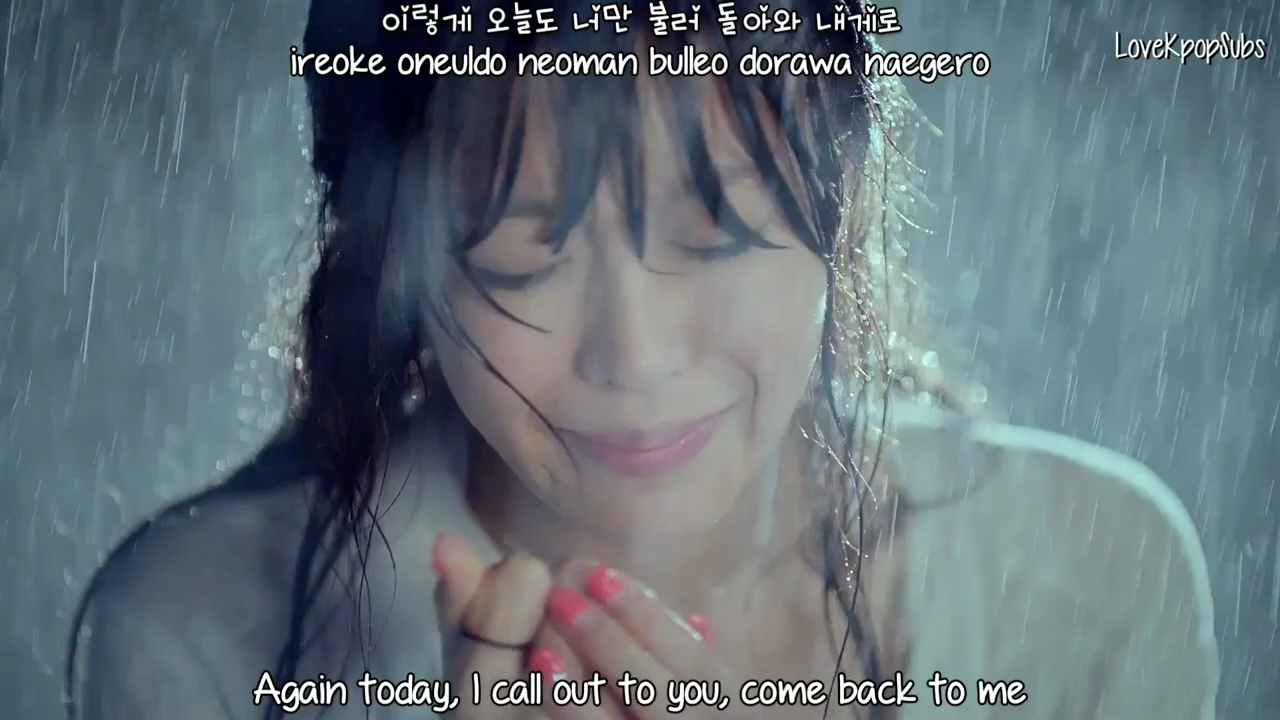 이렇게 오늘도 너만 불러 돌아와 내게로
ireoke oneuldo neoman bulleo dorawa naegero
LoveKpopSubs
Again today, I call out to you, come back to me